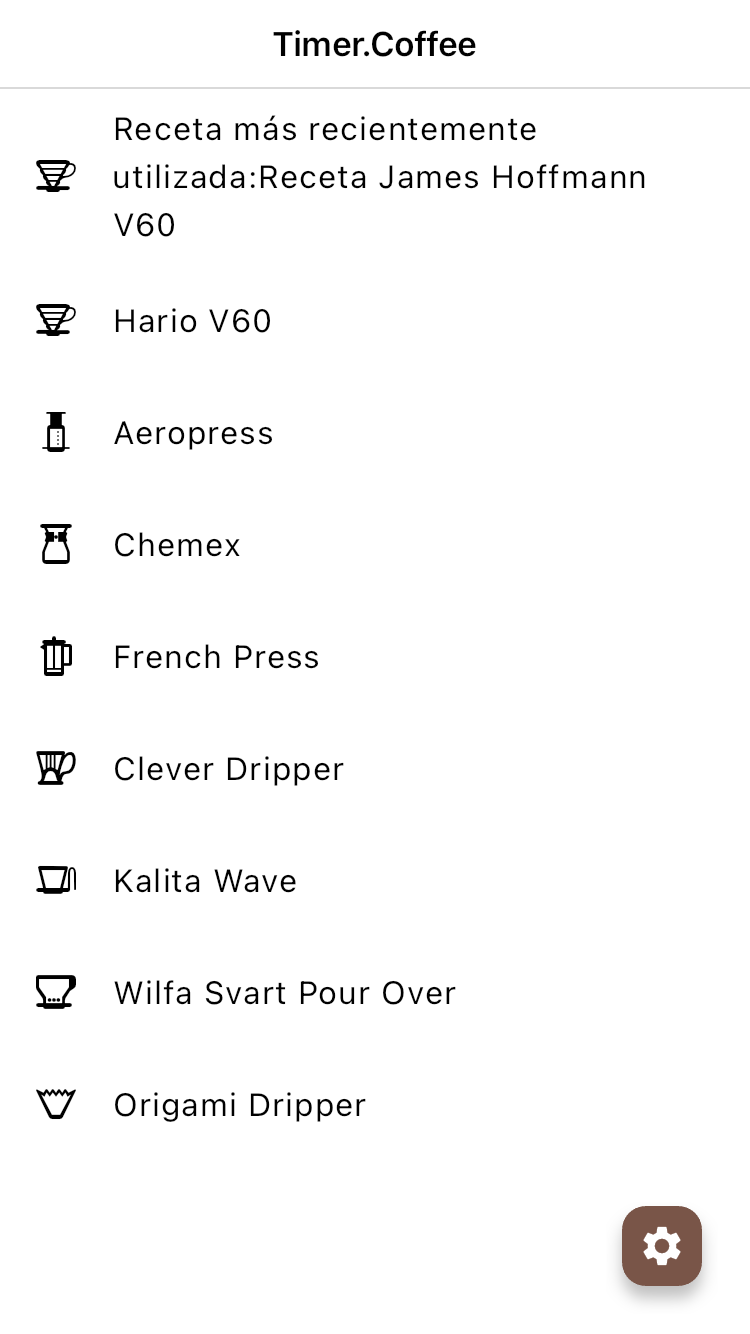 Timer.Coffee
Receta más recientemente
utilizada:Receta James Hoffmann
V60
Hario V60
Aeropress
Chemex
French Press
Clever Dripper
Kalita Wave
Wilfa Svart Pour Over
Origami Dripper